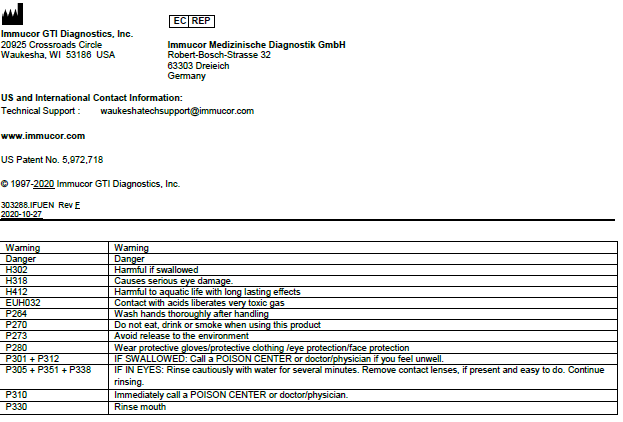 EC REP
Immucor GTI Diagnostics, Inc.
20925 Crossroads Circle
Waukesha, WI 53186 USA
Immucor Medizinische Diagnostik GmbH
Robert-Bosch-Strasse 32
63303 Dreieich
Germany
US and International Contact Information:
Technical Support : waukeshatechsupport@immucor.com
www.immucor.com
US Patent No. 5,972,718
© 1997-2020 Immucor GTI Diagnostics, Inc.
303288.IFUEN Rev F
2020-10-27
Warning Warning
Danger Danger
H302 Harmful if swallowed
H318 Causes serious eye damage.
H412 Harmful to aquatic life with long lasting effects
EUH032 Contact with acids liberates very toxic gas
P264 Wash hands thoroughly after handling
P270 Do not eat, drink or smoke when using this product
P273 Avoid release to the environment
P280 Wear protective gloves/protective clothing /eye protection/face protection
P301 + P312 IF SWALLOWED: Call a POISON CENTER or doctor/physician if you feel unwell.
P305 + P351 + P338 IF IN EYES: Rinse cautiously with water for several minutes. Remove contact lenses, if present and easy to do. Continue
rinsing.
P310 Immediately call a POISON CENTER or doctor/physician.
P330 Rinse mouth